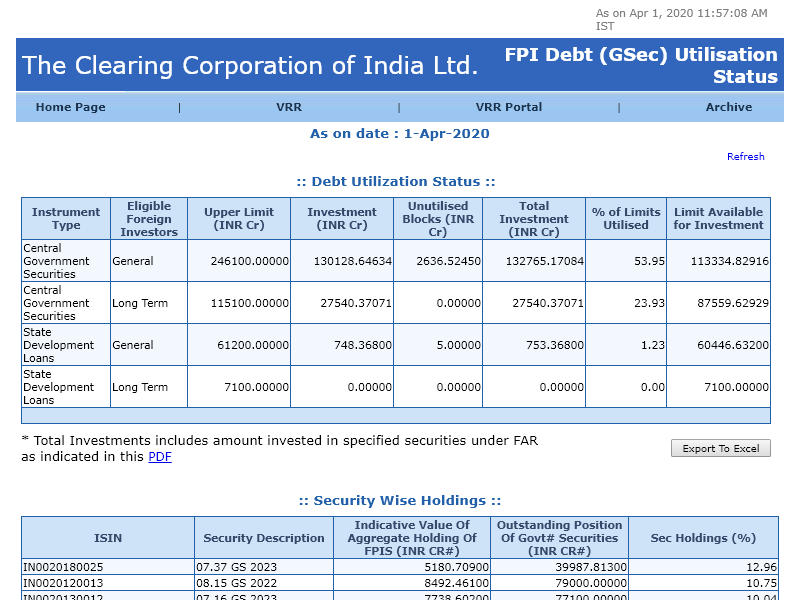 As on Apr 1, 2020 11:57:08 AM
IST
The Clearing Corporation of India Ltd.
FPI Debt (GSec) Utilisation
Status
Home Page | VRR | VRR Portal | Archive
As on date : 1-Apr-2020
Refresh
:: Debt Utilization Status ::
Instrument Type Eligible Foreign Investors Upper Limit (INR Cr) Investment (INR Cr) Unutilised Blocks (INR Cr) Total Investment (INR Cr) % of Limits Utilised Limit Available for Investment
Central Government Securities General 246100.00000 130128.64634 2636.52450 132765.17084 53.95 113334.82916
Central Government Securities Long Term 115100.00000 27540.37071 0.00000 27540.37071 23.93 87559.62929
State Development Loans General 61200.00000 748.36800 5.00000 753.36800 1.23 60446.63200
State Development Loans Long Term 7100.00000 0.00000 0.00000 0.00000 0.00 7100.00000
* Total Investments includes amount invested in specified securities under FAR
as indicated in this PDF
Export To Excel
:: Security Wise Holdings ::
ISIN Security Description Indicative Value Of Aggregate Holding Of FPIS (INR CR#) Outstanding Position Of Govt# Securities (INR CR#) Sec Holdings (%)
IN0020180025 07.37 GS 2023 5180.70900 39987.81300 12.96
IN0020120013 08.15 GS 2022 8492.46100 79000.00000 10.75
IN0020130012 07.16 GS 2023 7738.60200 77100.00000 10.04